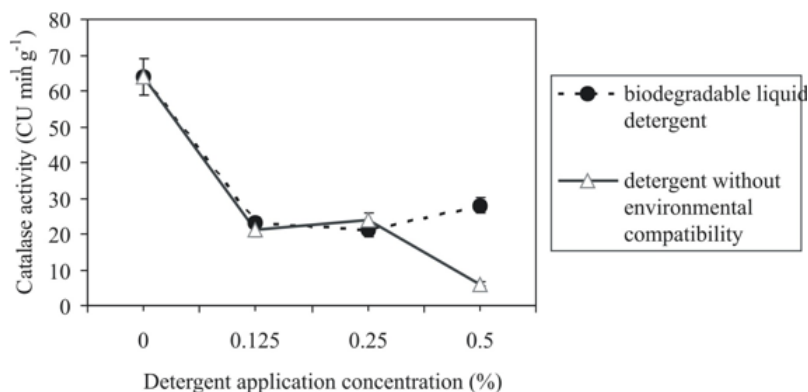 80
70
60
50
40
30
20
10
0
Catalase activity (CU min⁻¹ g⁻¹)
0 0.125 0.25 0.5
Detergent application concentration (%)
biodegradable liquid
detergent
detergent without
environmental
compatibility